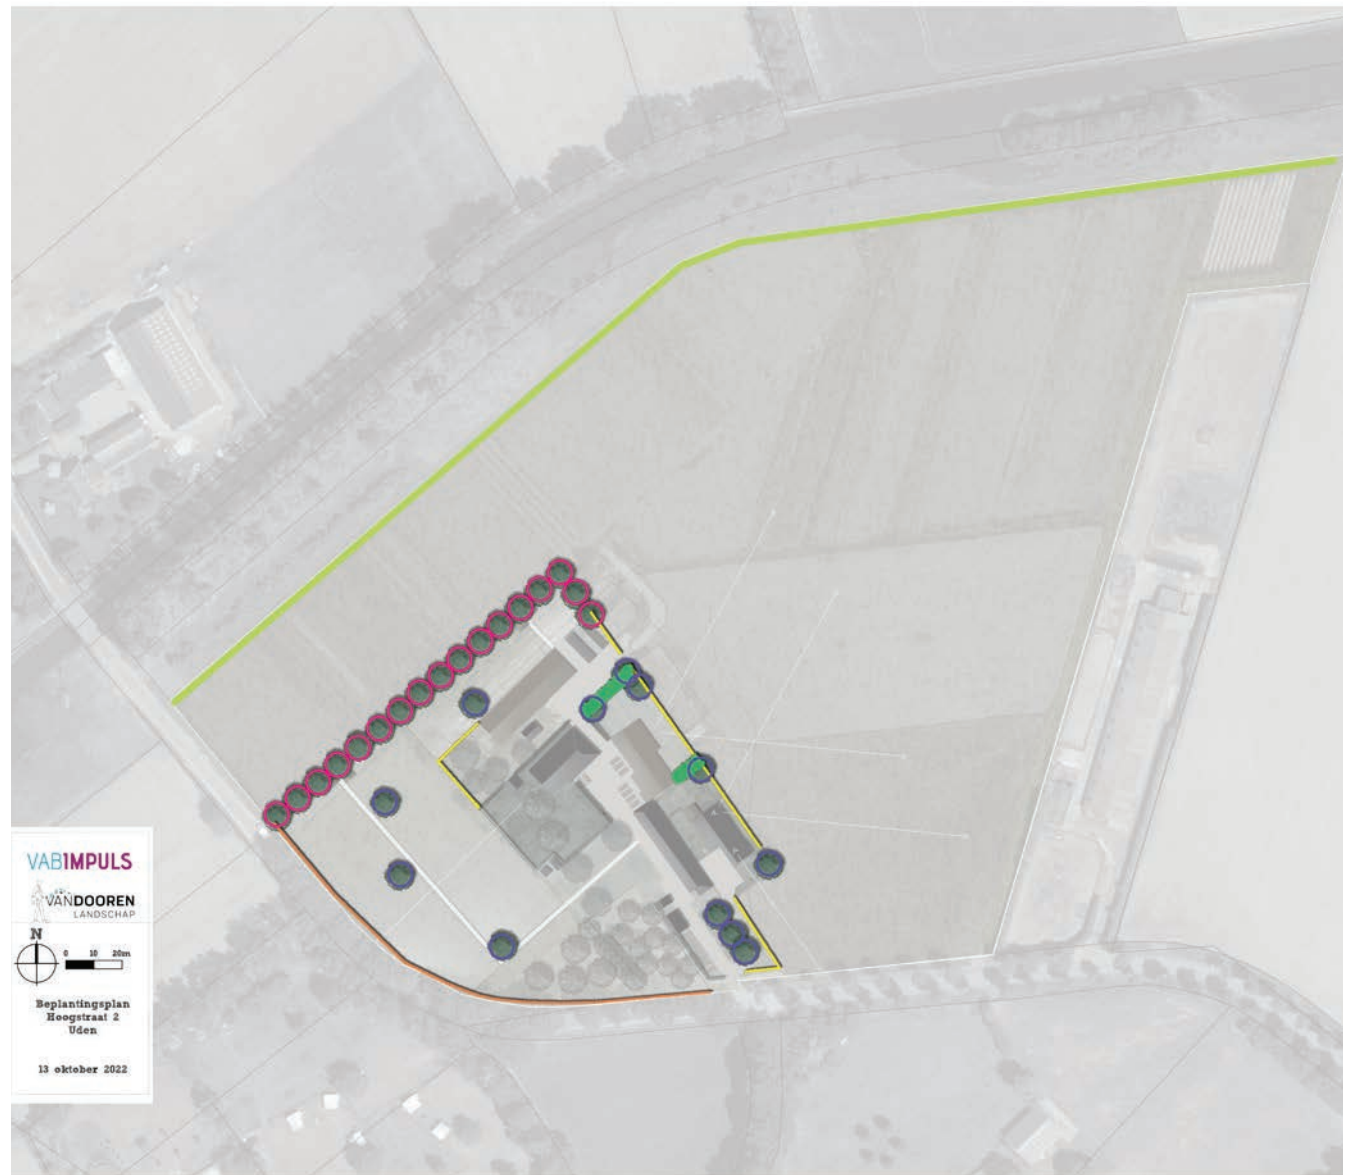 VABIMPULS
VANDOOREN
LANDSCHAP
N
0 10 20m
Beplantingsplan
Hoogstraat 2
Uden
13 oktober 2022